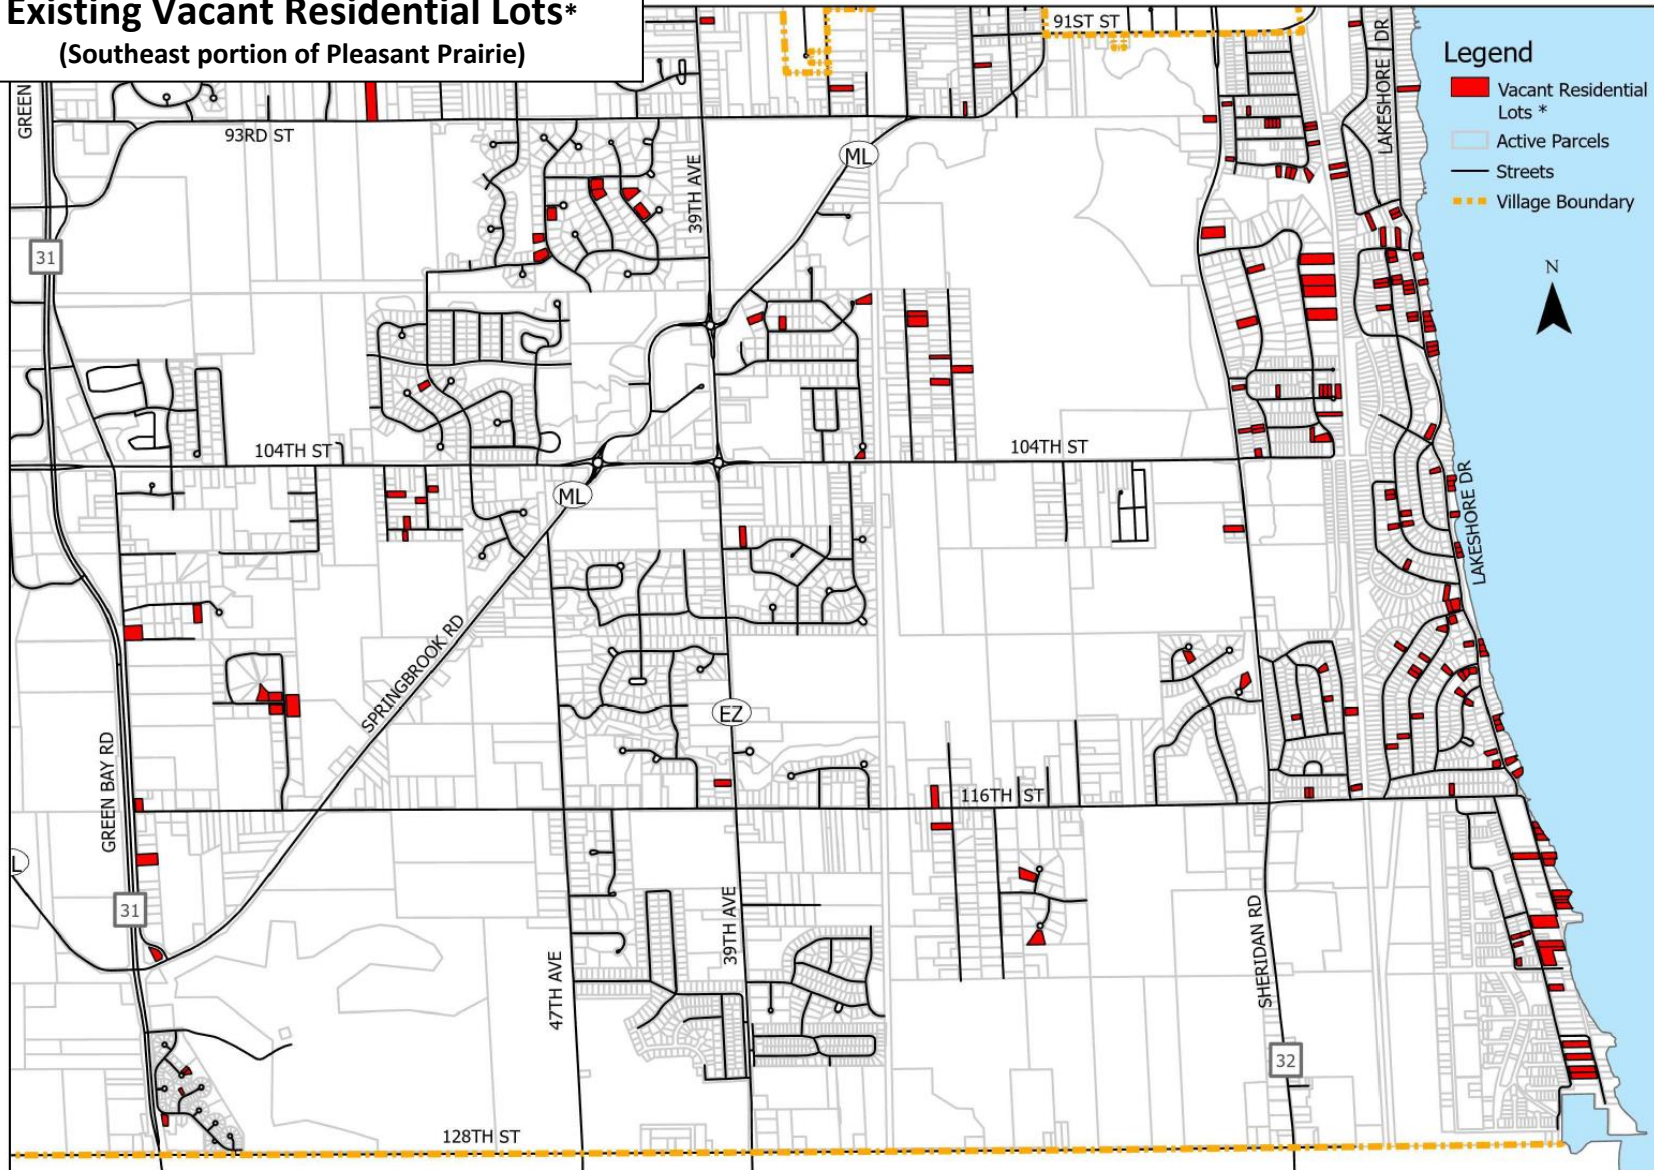 Existing Vacant Residential Lots*
(Southeast portion of Pleasant Prairie)
91ST ST
LAKESHORE DR
Legend
Vacant Residential
Lots *
Active Parcels
Streets
Village Boundary
N
GREEN
93RD ST
ML
39TH AVE
31
104TH ST
104TH ST
ML
LAKESHORE DR
SPRINGBROOK RD
EZ
GREEN BAY RD
116TH ST
L
31
39TH AVE
47TH AVE
SHERIDAN RD
32
128TH ST